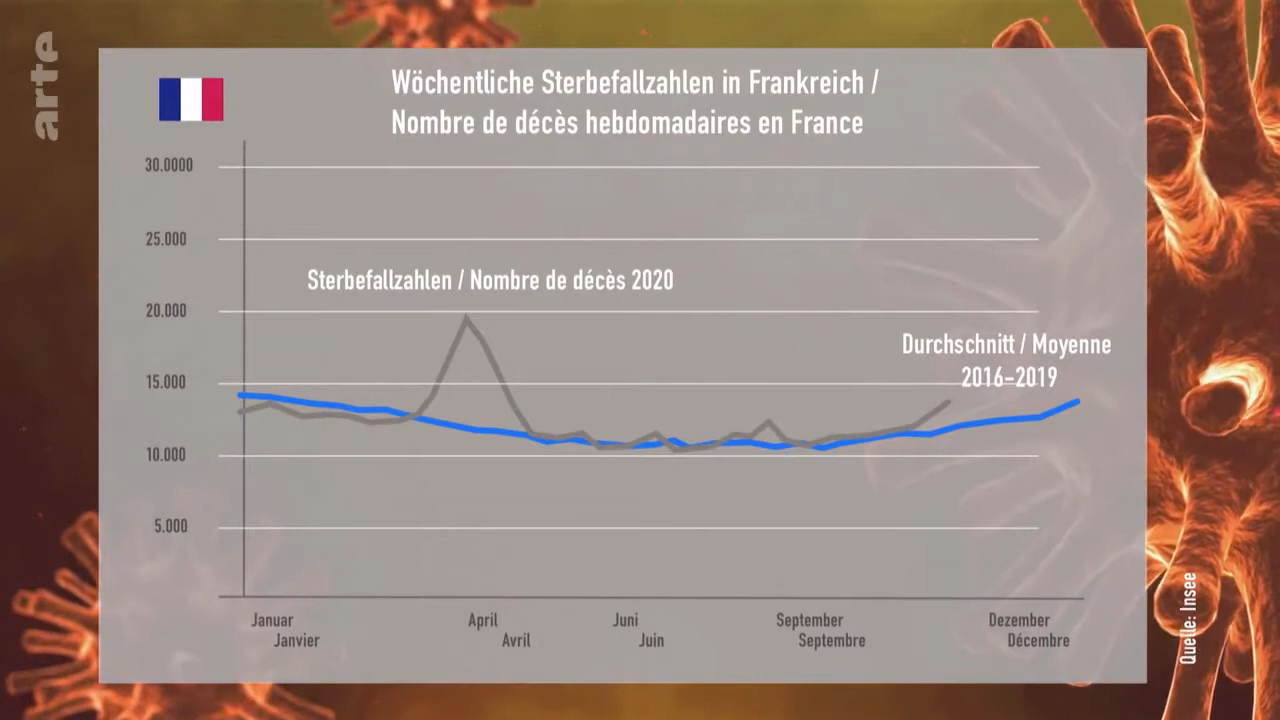 arte
Wöchentliche Sterbefallzahlen in Frankreich /
Nombre de décès hebdomadaires en France
30.0000
25.000
Sterbefallzahlen / Nombre de décès 2020
20.000
Durchschnitt / Moyenne
2016–2019
15.000
10.000
5.000
Januar
Janvier
April
Avril
Juni
Juin
September
Septembre
Dezember
Décembre
Quelle: Insee